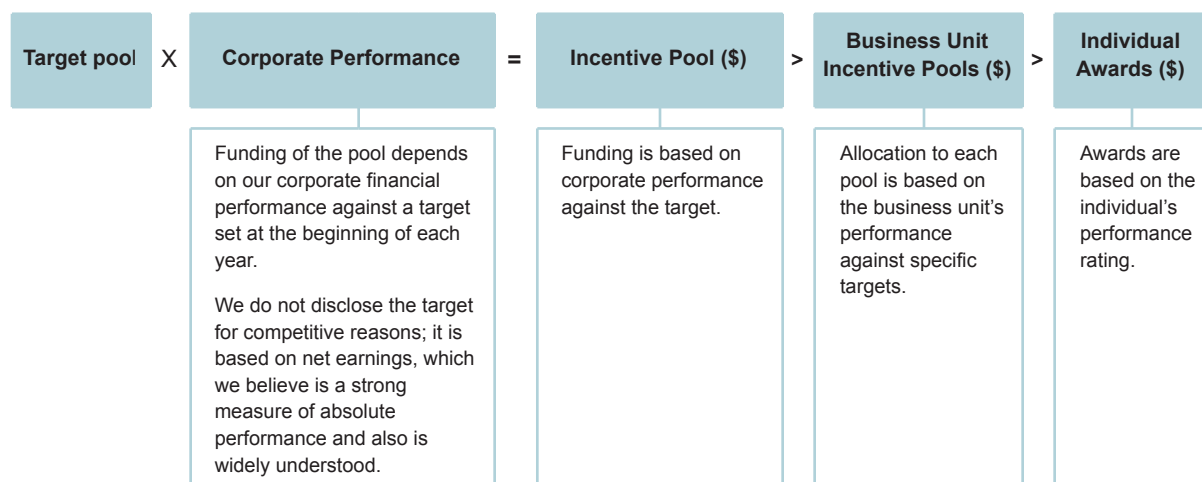 Target pool
X
Corporate Performance
=
Incentive Pool ($)
>
Business Unit
Incentive Pools ($)
>
Individual
Awards ($)
Funding of the pool depends
on our corporate financial
performance against a target
set at the beginning of each
year.
We do not disclose the target
for competitive reasons; it is
based on net earnings, which
we believe is a strong
measure of absolute
performance and also is
widely understood.
Funding is based on
corporate performance
against the target.
Allocation to each
pool is based on
the business unit’s
performance
against specific
targets.
Awards are
based on the
individual’s
performance
rating.